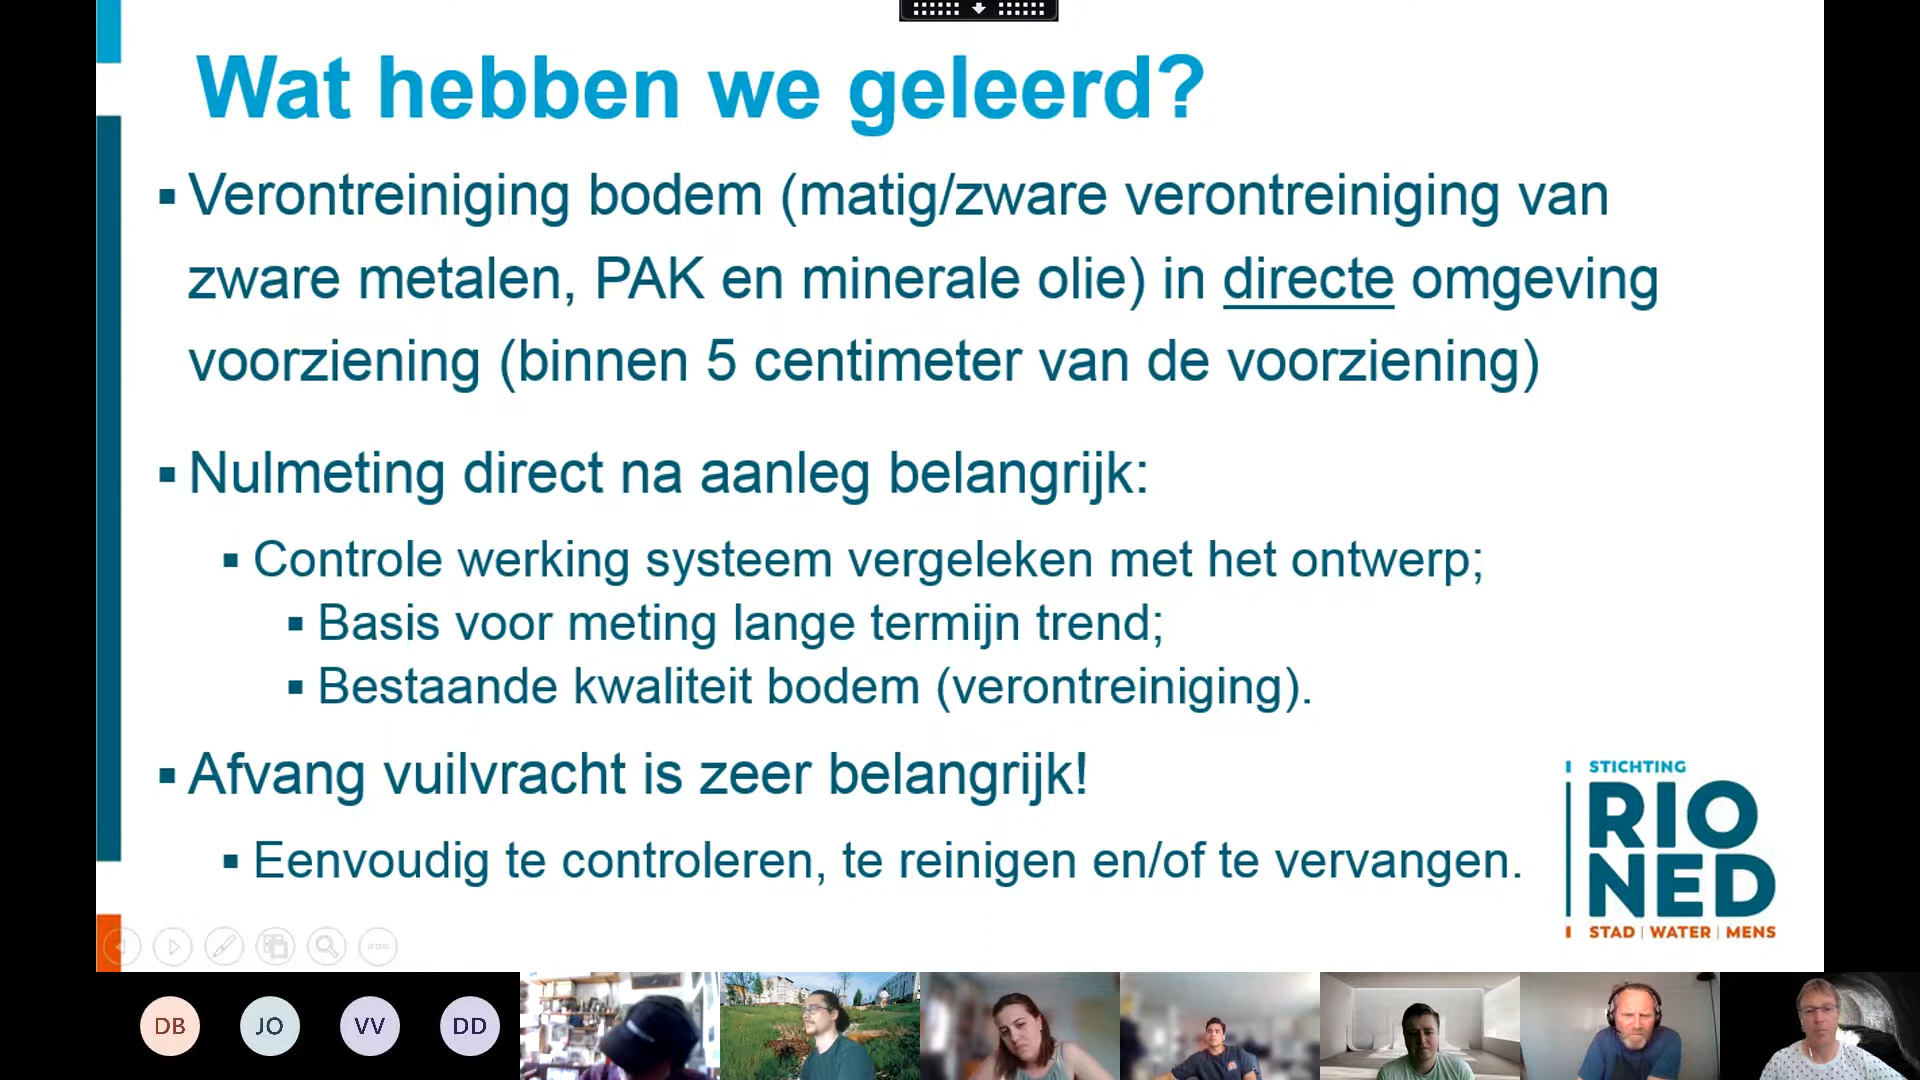 Wat hebben we geleerd?
▪ Verontreiniging bodem (matig/zware verontreiniging van
zware metalen, PAK en minerale olie) in directe omgeving
voorziening (binnen 5 centimeter van de voorziening)
▪ Nulmeting direct na aanleg belangrijk:
▪ Controle werking systeem vergeleken met het ontwerp;
▪ Basis voor meting lange termijn trend;
▪ Bestaande kwaliteit bodem (verontreiniging).
▪ Afvang vuilvracht is zeer belangrijk!
▪ Eenvoudig te controleren, te reinigen en/of te vervangen.
STICHTING
RIO
NED
STAD | WATER | MENS
DB
JO
VV
DD